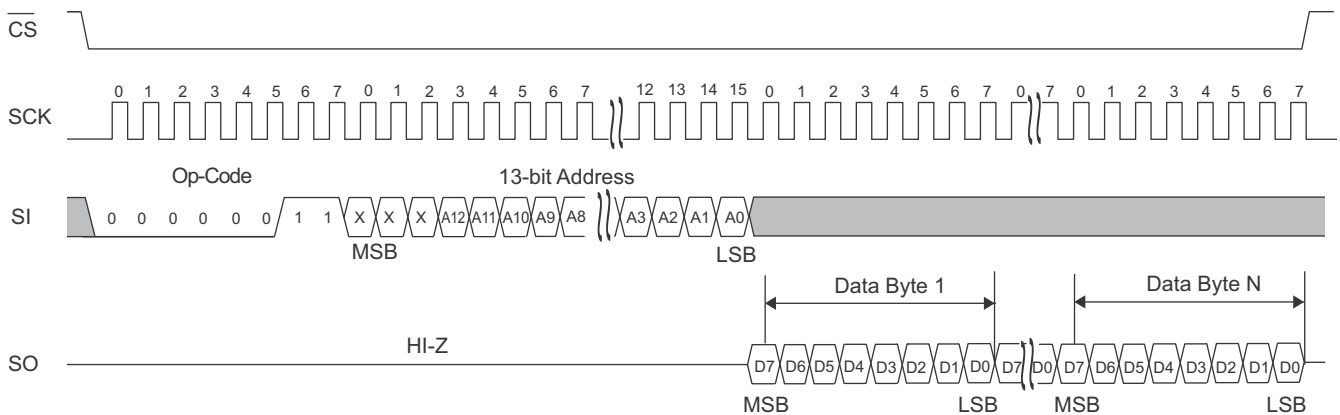 CS
0 1 2 3 4 5 6 7 0 1 2 3 4 5 6 7 12 13 14 15 0 1 2 3 4 5 6 7 0 7 0 1 2 3 4 5 6 7
SCK
Op-Code 13-bit Address
SI 0 0 0 0 0 0 1 1 X X X A12 A11 A10 A9 A8 A3 A2 A1 A0
MSB LSB
Data Byte 1 Data Byte N
HI-Z
SO D7 D6 D5 D4 D3 D2 D1 D0 D7 D0 D7 D6 D5 D4 D3 D2 D1 D0
MSB LSB MSB LSB